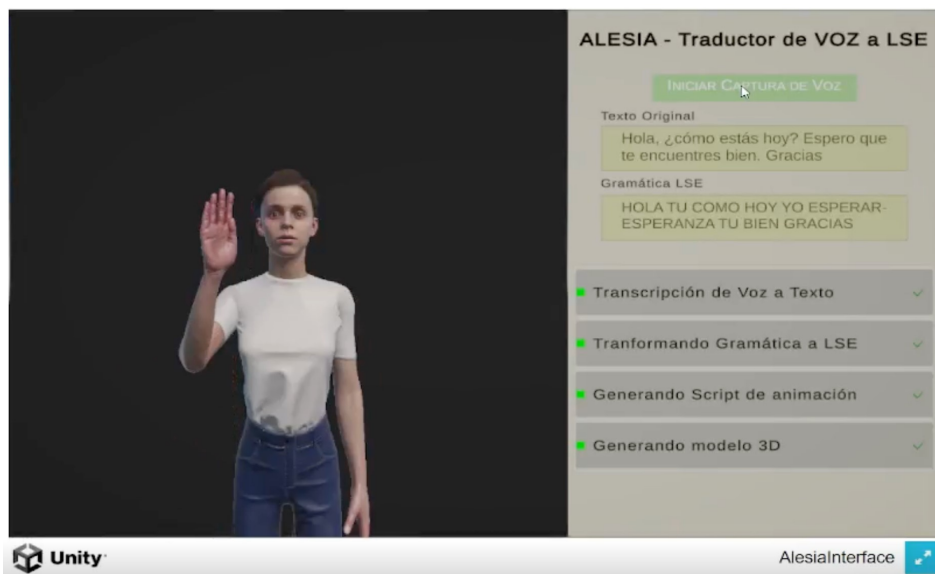 ALESIA - Traductor de VOZ a LSE
INICIAR CAPTURA DE VOZ
Texto Original
Hola, ¿cómo estás hoy? Espero que
te encuentres bien. Gracias
Gramática LSE
HOLA TU COMO HOY YO ESPERAR-
ESPERANZA TU BIEN GRACIAS
Transcripción de Voz a Texto
Tranformando Gramática a LSE
Generando Script de animación
Generando modelo 3D
Unity
AlesiaInterface